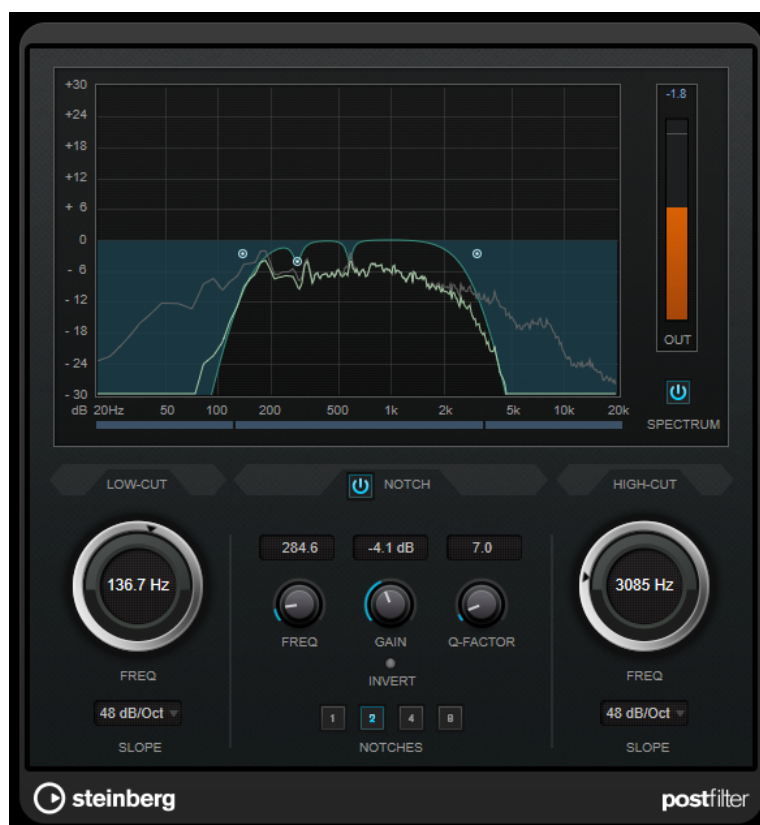 +30
-1.8
+24
+18
+12
+ 6
0
- 6
- 12
- 18
OUT
- 24
- 30
dB 20Hz 50 100 200 500 1k 2k 5k 10k 20k
SPECTRUM
LOW-CUT
NOTCH
HIGH-CUT
284.6 -4.1 dB 7.0
136.7 Hz
3085 Hz
FREQ GAIN Q-FACTOR
FREQ
INVERT
FREQ
48 dB/Oct
1 2 4 8
48 dB/Oct
SLOPE
NOTCHES
SLOPE
steinberg
postfilter